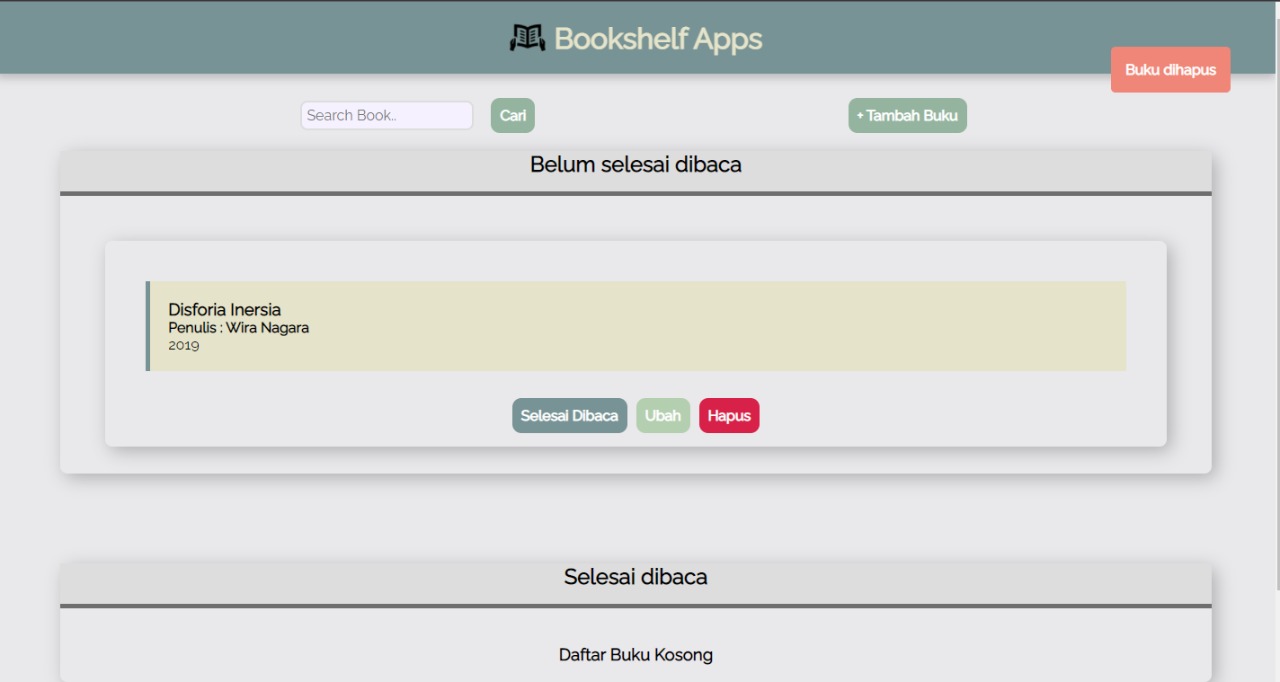 Bookshelf Apps
Buku dihapus
Search Book..
Cari
+ Tambah Buku
Belum selesai dibaca
Disforia Inersia
Penulis : Wira Nagara
2019
Selesai Dibaca
Ubah
Hapus
Selesai dibaca
Daftar Buku Kosong